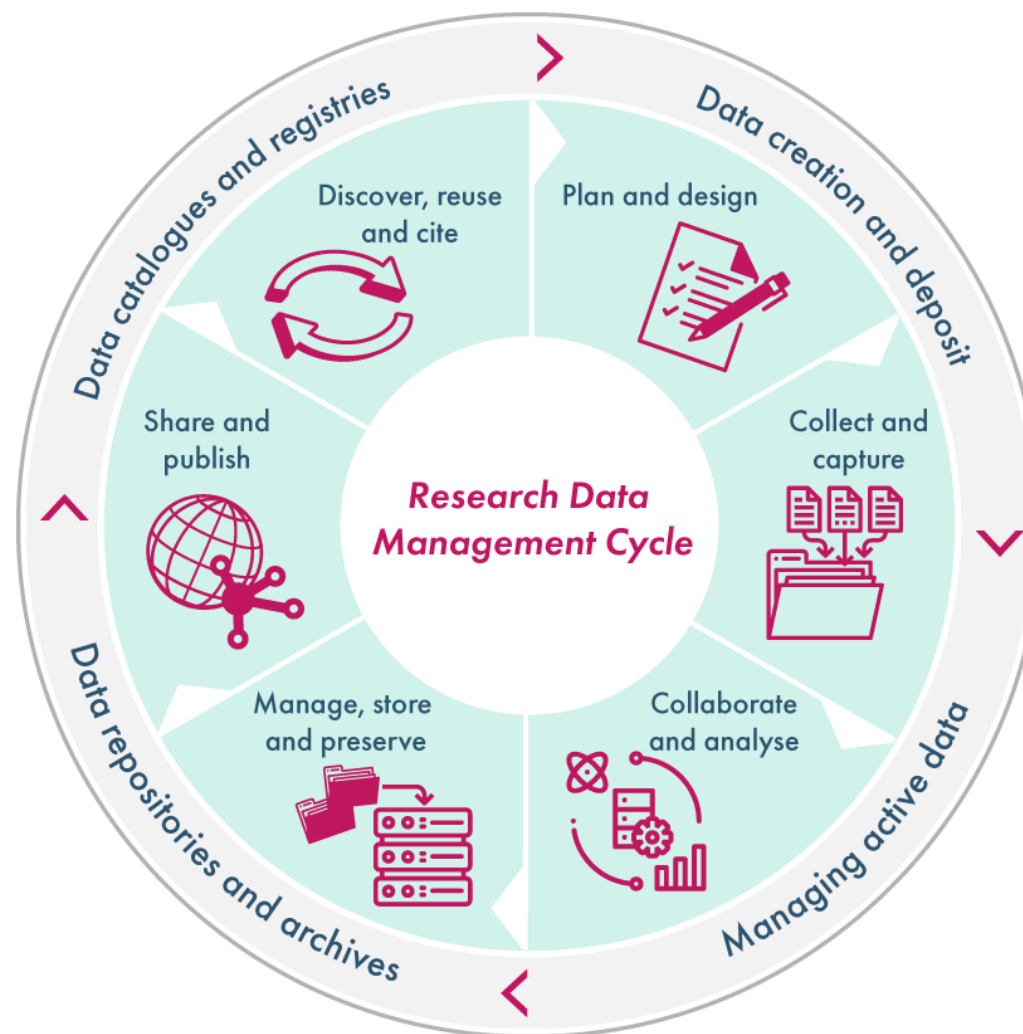 Research Data
Management Cycle
Plan and design
Collect and
capture
Collaborate
and analyse
Manage, store
and preserve
Share and
publish
Discover, reuse
and cite
Data creation and deposit
Managing active data
Data repositories and archives
Data catalogues and registries